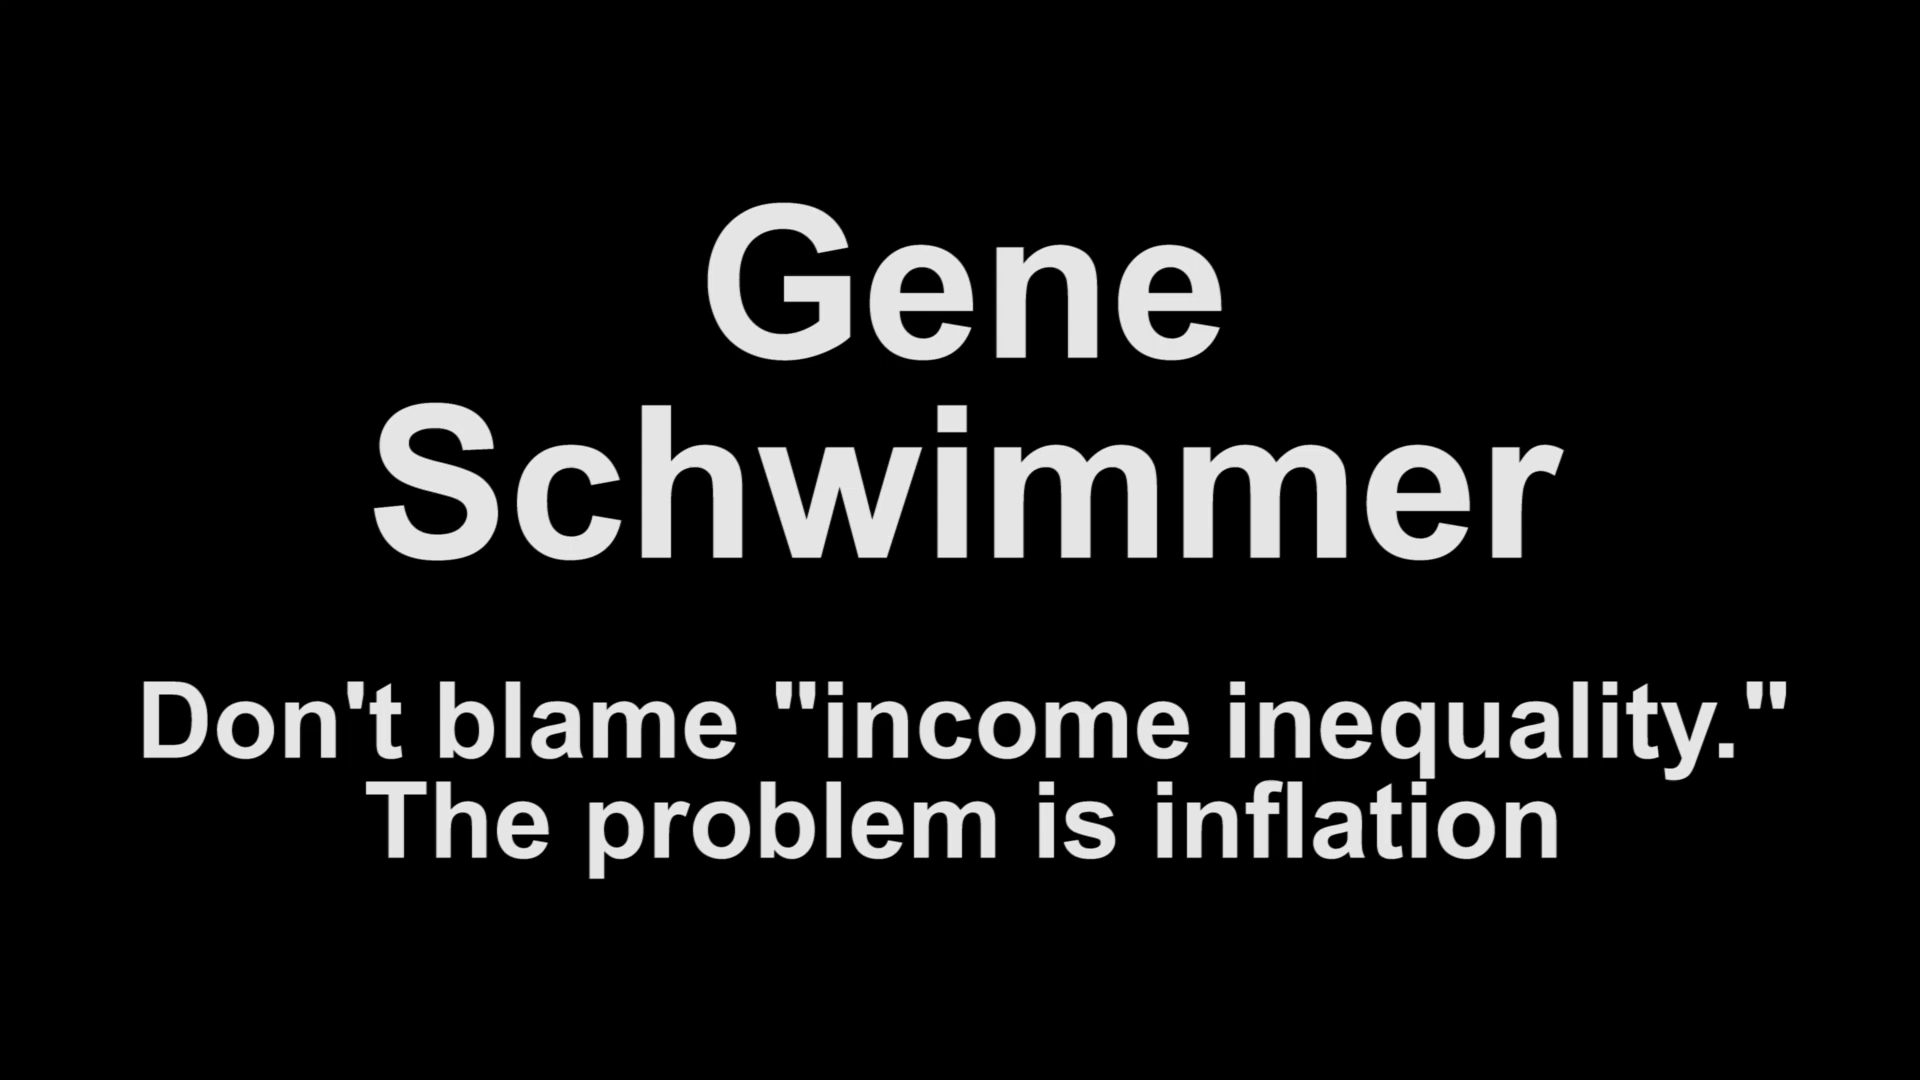 Gene
Schwimmer
Don't blame "income inequality."
The problem is inflation